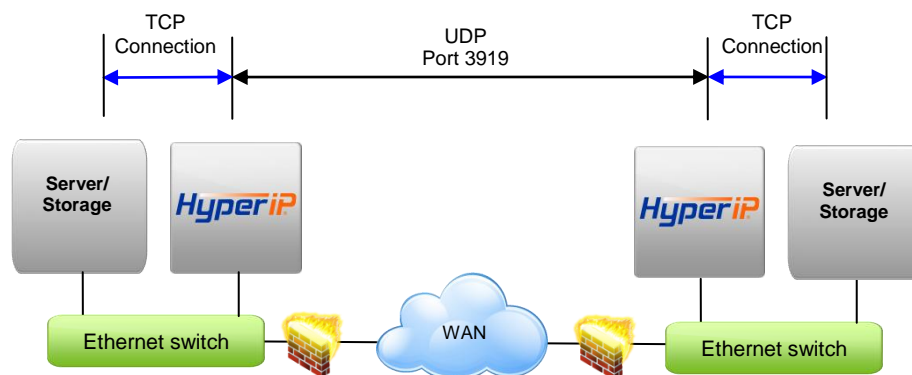 TCP
Connection
UDP
Port 3919
TCP
Connection
Server/
Storage
HyperiP
HyperiP
Server/
Storage
WAN
Ethernet switch
Ethernet switch